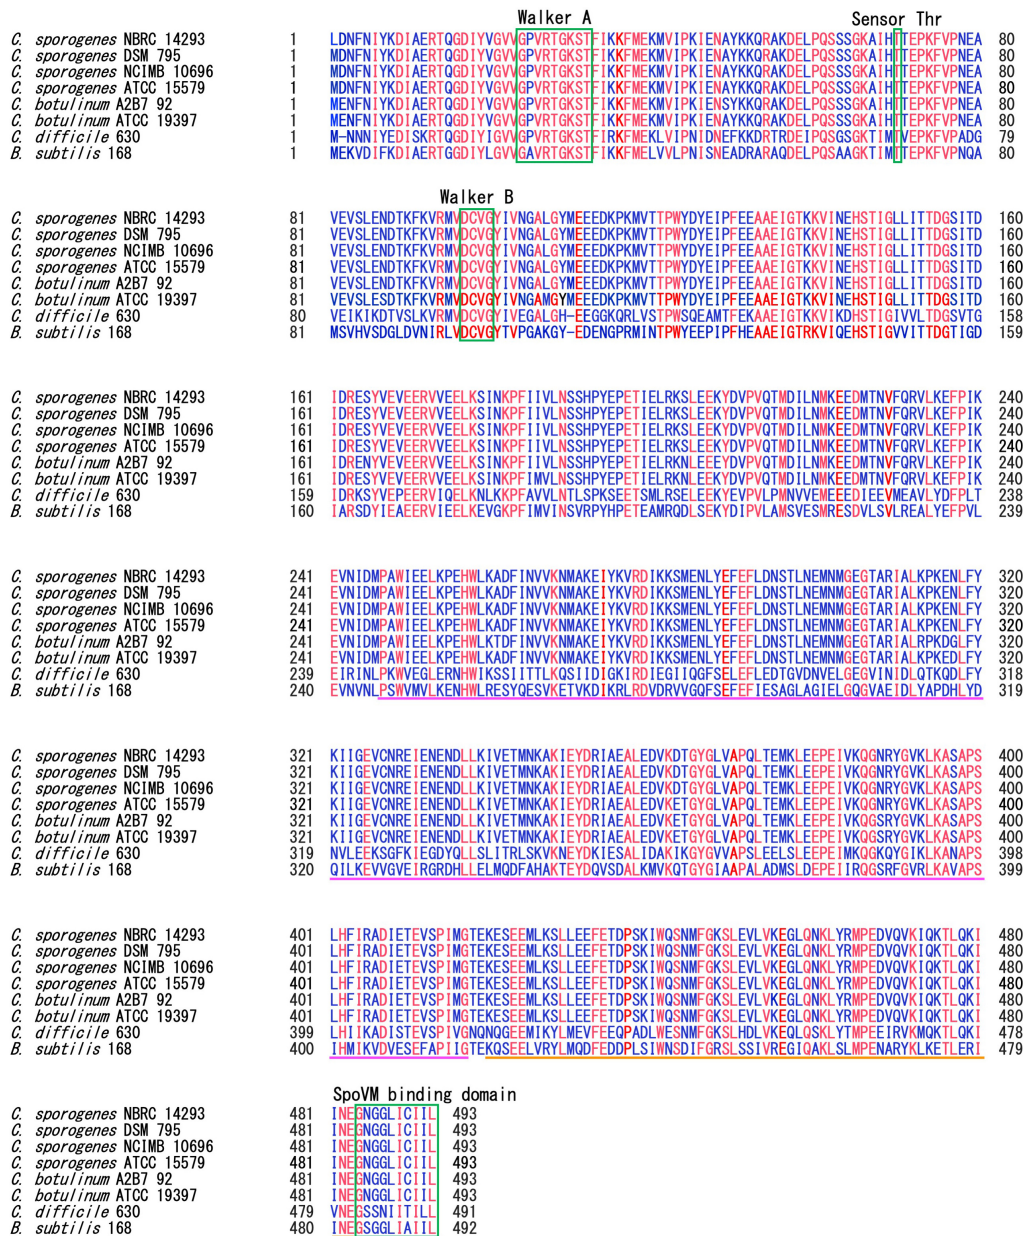 Walker A Sensor Thr
C. sporogenes NBRC 14293 1 LDNFNIYKDIAERTQGDIYVGVVGPVRTGKSTFIKKFMEKMVIPKIENAYKKQRAKDELPQSSSGKAIHTTEPKFVPNEA 80
C. sporogenes DSM 795 1 MDNFNIYKDIAERTQGDIYVGVVGPVRTGKSTFIKKFMEKMVIPKIENAYKKQRAKDELPQSSSGKAIHTTEPKFVPNEA 80
C. sporogenes NCIMB 10696 1 MDNFNIYKDIAERTQGDIYVGVVGPVRTGKSTFIKKFMEKMVIPKIENAYKKQRAKDELPQSSSGKAIHTTEPKFVPNEA 80
C. sporogenes ATCC 15579 1 MDNFNIYKDIAERTQGDIYVGVVGPVRTGKSTFIKKFMEKMVIPKIENAYKKQRAKDELPQSSSGKAIHTTEPKFVPNEA 80
C. botulinum A2B7 92 1 MENFNIYKDIAERTQGDIYVGVVGPVRTGKSTFIKKFMEKMVIPKIENSYKKQRAKDELPQSSSGKAIHTTEPKFVPNEA 80
C. botulinum ATCC 19397 1 MENFNIYKDIAERTQGDIYVGVVGPVRTGKSTFIKKFMEKMVIPKIENAYKKQRAKDELPQSSSGKAIHTTEPKFVPNEA 80
C. difficile 630 1 M-NNNIYEDISKRTQGDIYIGVVGPVRTGKSTFIRKFMEKLVIPNIDNEFKKDRTRDEIPQSGSGKTIMTTEPKFVPADG 79
B. subtilis 168 1 MEKVDIFKDIAERTGGDIYLGVVGAVRTGKSTFIKKFMELVVLPNISNEADRARAQDELPQSAAGKTIMTTEPKFVPNQA 80
Walker B
C. sporogenes NBRC 14293 81 VEVSLENDTKFKVRMVDCVGYIVNGALGYMEEEDKPKMVTTPWYDYEIPFEEAAEIGTKKVINEHSTIGLLITTDGSITD 160
C. sporogenes DSM 795 81 VEVSLENDTKFKVRMVDCVGYIVNGALGYMEEEDKPKMVTTPWYDYEIPFEEAAEIGTKKVINEHSTIGLLITTDGSITD 160
C. sporogenes NCIMB 10696 81 VEVSLENDTKFKVRMVDCVGYIVNGALGYMEEEDKPKMVTTPWYDYEIPFEEAAEIGTKKVINEHSTIGLLITTDGSITD 160
C. sporogenes ATCC 15579 81 VEVSLENDTKFKVRMVDCVGYIVNGALGYMEEEDKPKMVTTPWYDYEIPFEEAAEIGTKKVINEHSTIGLLITTDGSITD 160
C. botulinum A2B7 92 81 VEVSLENDTKFKVRMVDCVGYIVNGALGYMEEEDKPKMVTTPWYDYEIPFEEAAEIGTKKVINEHSTIGLLITTDGSITD 160
C. botulinum ATCC 19397 81 VEVSLESDTKFKVRMVDCVGYIVNGAMGYMEEEDKPKMVTTPWYDYEIPFEEAAEIGTKKVINEHSTIGLLITTDGSITD 160
C. difficile 630 80 VEIKIKDTVSLKVRMVDCVGYIVEGALGH-EEGGKQRLVSTPWSQEAMTFEKAAEIGTKKVIKDHSTIGIVVLTDGSVTG 158
B. subtilis 168 81 MSVHVSDGLDVNIRLVDCVGYTVPGAKGY-EDENGPRMINTPWYEEPIPFHEAAEIGTRKVIQEHSTIGVVITTDGTIGD 159
C. sporogenes NBRC 14293 161 IDRESYVEVEERVVEELKSINKPFIIVLNSSHPYEPETIELRKSLEEKYDVPVQTMDILNMKEEDMTNVFQRVLKEFPIK 240
C. sporogenes DSM 795 161 IDRESYVEVEERVVEELKSINKPFIIVLNSSHPYEPETIELRKSLEEKYDVPVQTMDILNMKEEDMTNVFQRVLKEFPIK 240
C. sporogenes NCIMB 10696 161 IDRESYVEVEERVVEELKSINKPFIIVLNSSHPYEPETIELRKSLEEKYDVPVQTMDILNMKEEDMTNVFQRVLKEFPIK 240
C. sporogenes ATCC 15579 161 IDRESYVEVEERVVEELKSINKPFIIVLNSSHPYEPETIELRKSLEEKYDVPVQTMDILNMKEEDMTNVFQRVLKEFPIK 240
C. botulinum A2B7 92 161 IDRENYVEVEERVVEELKSINKPFIIVLNSSHPYEPETIELRKNLEEKYDVPVQTMDILNMKEEDMTNVFQRVLKEFPIK 240
C. botulinum ATCC 19397 161 IDRESYVEVEERVVEELKSINKPFIIVLNSSHPYEPETIELRKNLEEKYDVPVQTMDILNMKEEDMTNVFQRVLKEFPIK 240
C. difficile 630 159 IDRKSYVEPEERVIQELKNLKKPFAVVLNTLSPKSEETSMLRSELEEKYEVPVLPMNVVEMEEEDIEEVMEAVLYDFPLT 238
B. subtilis 168 160 IARSDYIEAEERVIEELKEVGKPFIMVINSVRPYHPETEAMRQDLSEKYDIPVLAMSVESMRESDVLSVLREALYEFPVL 239
C. sporogenes NBRC 14293 241 EVNIDMPAWIEELKPEHWLKADFINVVKNMAKEIYKVRDIKKSMENLYEFEFLDNSTLNEMNMGEGTARIALKPKENLFY 320
C. sporogenes DSM 795 241 EVNIDMPAWIEELKPEHWLKADFINVVKNMAKEIYKVRDIKKSMENLYEFEFLDNSTLNEMNMGEGTARIALKPKENLFY 320
C. sporogenes NCIMB 10696 241 EVNIDMPAWIEELKPEHWLKADFINVVKNMAKEIYKVRDIKKSMENLYEFEFLDNSTLNEMNMGEGTARIALKPKENLFY 320
C. sporogenes ATCC 15579 241 EVNIDMPAWIEELKPEHWLKADFINVVKNMAKEIYKVRDIKKSMENLYEFEFLDNSTLNEMNMGEGTARIALKPKENLFY 320
C. botulinum A2B7 92 241 EVNIDMPAWIEELKPEHWLKTDFINVVKNMAKEIYKVRDIKKSMENLYEFEFLDNSTLNEMNMGEGTARIALRPKDGLFY 320
C. botulinum ATCC 19397 241 EVNIDMPAWIEELKPEHWLKADFINVVKNMAKEIYKVRDIKKSMENLYEFEFLDNSTLNEMNMGEGTARIALKPKEDLFY 320
C. difficile 630 239 EIRINLPKWVEGLERNHWIKSSIITTLKQSIIDIGKIRDIEGIIQGFSELEFLEDTGVDNVELGEGVINIDLQTKQDLFY 318
B. subtilis 168 240 EVNVNLPSWVMVLKENHWLRESYQESVKETVKDIKRLRDVDRVVGQFSEFEFIESAGLAGIELGQGVAEIDLYAPDHLYD 319
C. sporogenes NBRC 14293 321 KIIGEVCNREIENENDLLKIVETMNKAKIEYDRIAEALEDVKDTGYGLVAPQLTEMKLEEPEIVKQGNRYGVKLKASAPS 400
C. sporogenes DSM 795 321 KIIGEVCNREIENENDLLKIVETMNKAKIEYDRIAEALEDVKDTGYGLVAPQLTEMKLEEPEIVKQGNRYGVKLKASAPS 400
C. sporogenes NCIMB 10696 321 KIIGEVCNREIENENDLLKIVETMNKAKIEYDRIAEALEDVKDTGYGLVAPQLTEMKLEEPEIVKQGNRYGVKLKASAPS 400
C. sporogenes ATCC 15579 321 KIIGEVCNREIENENDLLKIVETMNKAKIEYDRIAEALEDVKETGYGLVAPQLTEMKLEEPEIVKQGNRYGVKLKASAPS 400
C. botulinum A2B7 92 321 KIIGEVCNREIENENDLLKIVETMNKAKIEYDRIAEALEDVKETGYGLVAPQLTEMKLEEPEIVKQGNRYGVKLKASAPS 400
C. botulinum ATCC 19397 321 KIIGEVCNREIENENDLLKIVETMNKAKIEYDRIAEALEDVKETGYGLVAPQLTEMKLEEPEIVKQGNRYGVKLKASAPS 400
C. difficile 630 319 NVLEEKSGFKIEGDYQLLSLITRLSKVKNEYDKIESALIDAKIKGYGVVAPSLEELSLEEPEIMKQGKQYGIKLKANAPS 398
B. subtilis 168 320 QILKEVVGVEIRGRDHLLELMQDFAHAKTEYDQVSDALKMVKQTGYGIAAPALADMSLDEPEIIRQGSRFGVRLKAVAPS 399
C. sporogenes NBRC 14293 401 LHFIRADIETEVSPIMGTEKESEEMLKSLLEEFETDPSKIWQSNMFGKSLEVLVKEGLQNKLYRMPEDVQVKIQKTLQKI 480
C. sporogenes DSM 795 401 LHFIRADIETEVSPIMGTEKESEEMLKSLLEEFETDPSKIWQSNMFGKSLEVLVKEGLQNKLYRMPEDVQVKIQKTLQKI 480
C. sporogenes NCIMB 10696 401 LHFIRADIETEVSPIMGTEKESEEMLKSLLEEFETDPSKIWQSNMFGKSLEVLVKEGLQNKLYRMPEDVQVKIQKTLQKI 480
C. sporogenes ATCC 15579 401 LHFIRADIETEVSPIMGTEKESEEMLKSLLEEFETDPSKIWQSNMFGKSLEVLVKEGLQNKLYRMPEDVQVKIQKTLQKI 480
C. botulinum A2B7 92 401 LHFIRADIETEVSPIMGTEKESEEMLKSLLEEFETDPSKIWQSNMFGKSLEVLVKEGLQNKLYRMPEDVQVKIQKTLQKI 480
C. botulinum ATCC 19397 401 LHFIRADIETEVSPIMGTEKESEEMLKSLLEEFETDPSKIWQSNMFGKSLEVLVKEGLQNKLYRMPEDVQVKIQKTLQKI 480
C. difficile 630 399 LHIIKADISTEVSPIVGNQNQGEEMIKYLMEVFEEQPADLWESNMFGKSLHDLVKEQLQSKLYTMPEEIRVKMQKTLQKI 478
B. subtilis 168 400 IHMIKVDVESEFAPIIGTEKQSEELVRYLMQDFEDDPLSIWNSDIFGRSLSSIVREGIQAKLSLMPENARYKLKETLERI 479
SpoVM binding domain
C. sporogenes NBRC 14293 481 INEGNGGLICIIL 493
C. sporogenes DSM 795 481 INEGNGGLICIIL 493
C. sporogenes NCIMB 10696 481 INEGNGGLICIIL 493
C. sporogenes ATCC 15579 481 INEGNGGLICIIL 493
C. botulinum A2B7 92 481 INEGNGGLICIIL 493
C. botulinum ATCC 19397 481 INEGNGGLICIIL 493
C. difficile 630 479 VNEGSSNIITILL 491
B. subtilis 168 480 INEGSGGLIAIIL 492